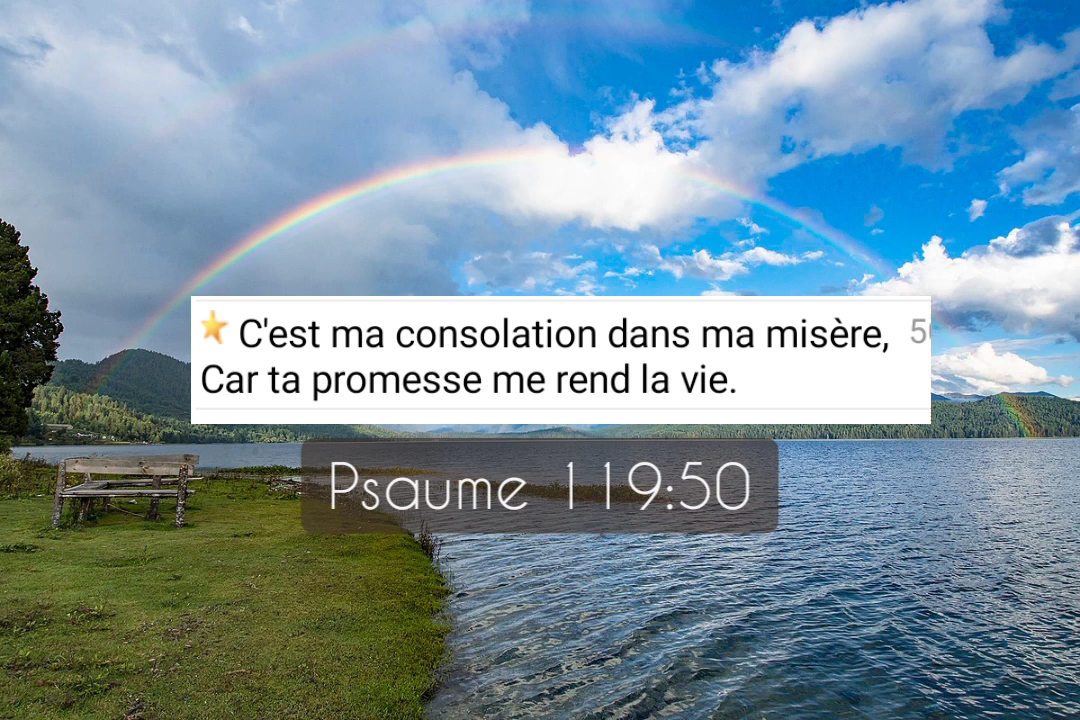 C'est ma consolation dans ma misère,
Car ta promesse me rend la vie.
Psaume 119:50